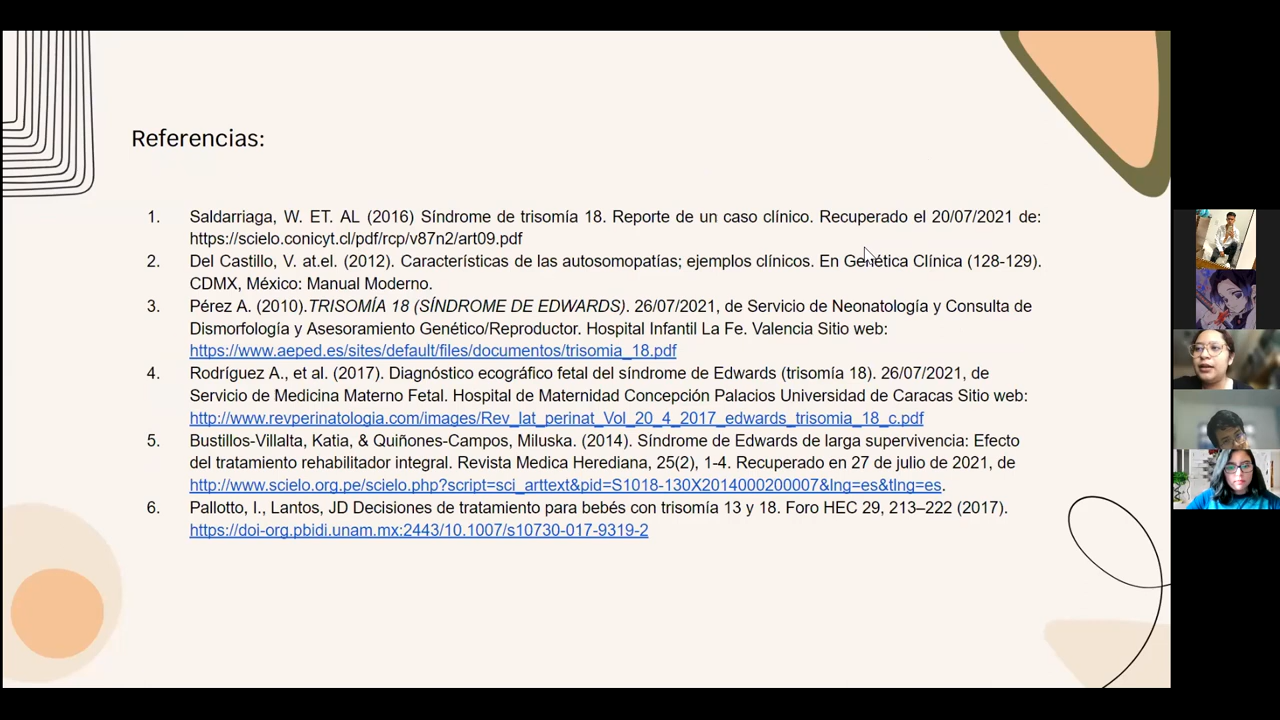 Referencias:
1. Saldarriaga, W. ET. AL (2016) Síndrome de trisomía 18. Reporte de un caso clínico. Recuperado el 20/07/2021 de:
https://scielo.conicyt.cl/pdf/rcp/v87n2/art09.pdf
2. Del Castillo, V. at.el. (2012). Características de las autosomopatías; ejemplos clínicos. En Genética Clínica (128-129).
CDMX, México: Manual Moderno.
3. Pérez A. (2010).TRISOMÍA 18 (SÍNDROME DE EDWARDS). 26/07/2021, de Servicio de Neonatología y Consulta de
Dismorfología y Asesoramiento Genético/Reproductor. Hospital Infantil La Fe. Valencia Sitio web:
https://www.aeped.es/sites/default/files/documentos/trisomia_18.pdf
4. Rodríguez A., et al. (2017). Diagnóstico ecográfico fetal del síndrome de Edwards (trisomía 18). 26/07/2021, de
Servicio de Medicina Materno Fetal. Hospital de Maternidad Concepción Palacios Universidad de Caracas Sitio web:
http://www.revperinatologia.com/images/Rev_lat_perinat_Vol_20_4_2017_edwards_trisomia_18_c.pdf
5. Bustillos-Villalta, Katia, & Quiñones-Campos, Miluska. (2014). Síndrome de Edwards de larga supervivencia: Efecto
del tratamiento rehabilitador integral. Revista Medica Herediana, 25(2), 1-4. Recuperado en 27 de julio de 2021, de
http://www.scielo.org.pe/scielo.php?script=sci_arttext&pid=S1018-130X2014000200007&lng=es&tlng=es.
6. Pallotto, I., Lantos, JD Decisiones de tratamiento para bebés con trisomía 13 y 18. Foro HEC 29, 213–222 (2017).
https://doi-org.pbidi.unam.mx:2443/10.1007/s10730-017-9319-2